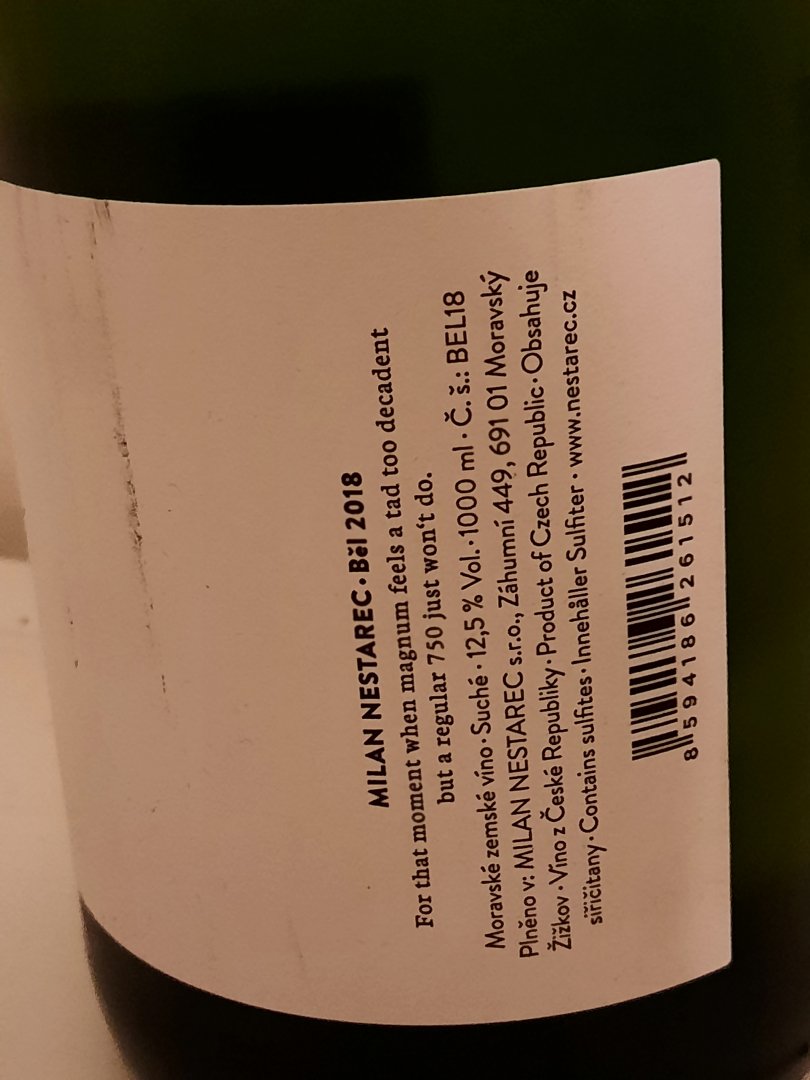 MILAN NESTAREC · Běl 2018
For that moment when magnum feels a tad too decadent
but a regular 750 just won‘t do.
Moravské zemské víno · Suché · 12,5 % Vol. · 1000 ml · Č. š.: BEL18
Plněno v: MILAN NESTAREC s.r.o., Záhumní 449, 691 01 Moravský
Žižkov · Víno z České Republiky · Product of Czech Republic · Obsahuje
siřičitany · Contains sulfites · Innehåller Sulfiter · www.nestarec.cz
8 594186 261512